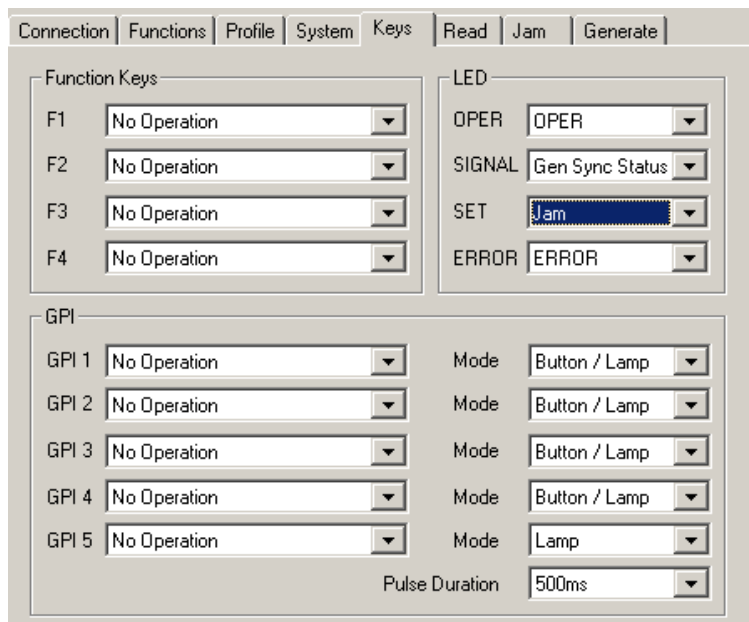 Connection Functions Profile System Keys Read Jam Generate
Function Keys
F1 No Operation
F2 No Operation
F3 No Operation
F4 No Operation
LED
OPER OPER
SIGNAL Gen Sync Status
SET Jam
ERROR ERROR
GPI
GPI 1 No Operation Mode Button / Lamp
GPI 2 No Operation Mode Button / Lamp
GPI 3 No Operation Mode Button / Lamp
GPI 4 No Operation Mode Button / Lamp
GPI 5 No Operation Mode Lamp
Pulse Duration 500ms